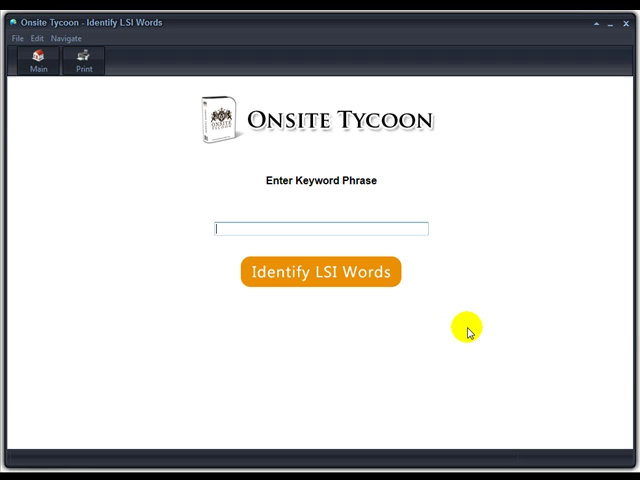 Onsite Tycoon - Identify LSI Words
File Edit Navigate
Main Print
ONSITE TYCOON
Enter Keyword Phrase
Identify LSI Words